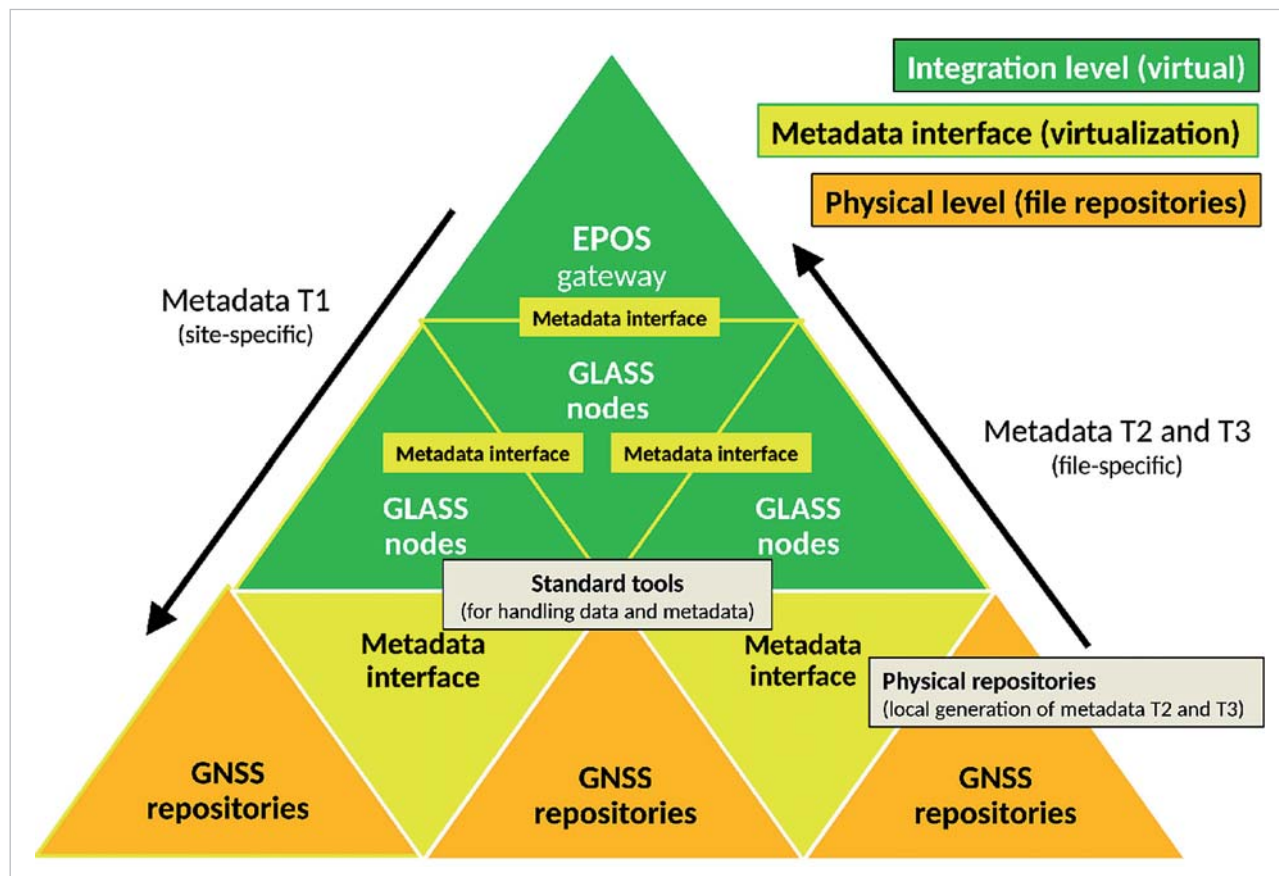 Integration level (virtual)
Metadata interface (virtualization)
Physical level (file repositories)
EPOS
gateway
Metadata T1
(site-specific)
Metadata interface
GLASS
nodes
Metadata T2 and T3
(file-specific)
Metadata interface
Metadata interface
GLASS
nodes
GLASS
nodes
Standard tools
(for handling data and metadata)
Metadata
interface
Metadata
interface
Physical repositories
(local generation of metadata T2 and T3)
GNSS
repositories
GNSS
repositories
GNSS
repositories